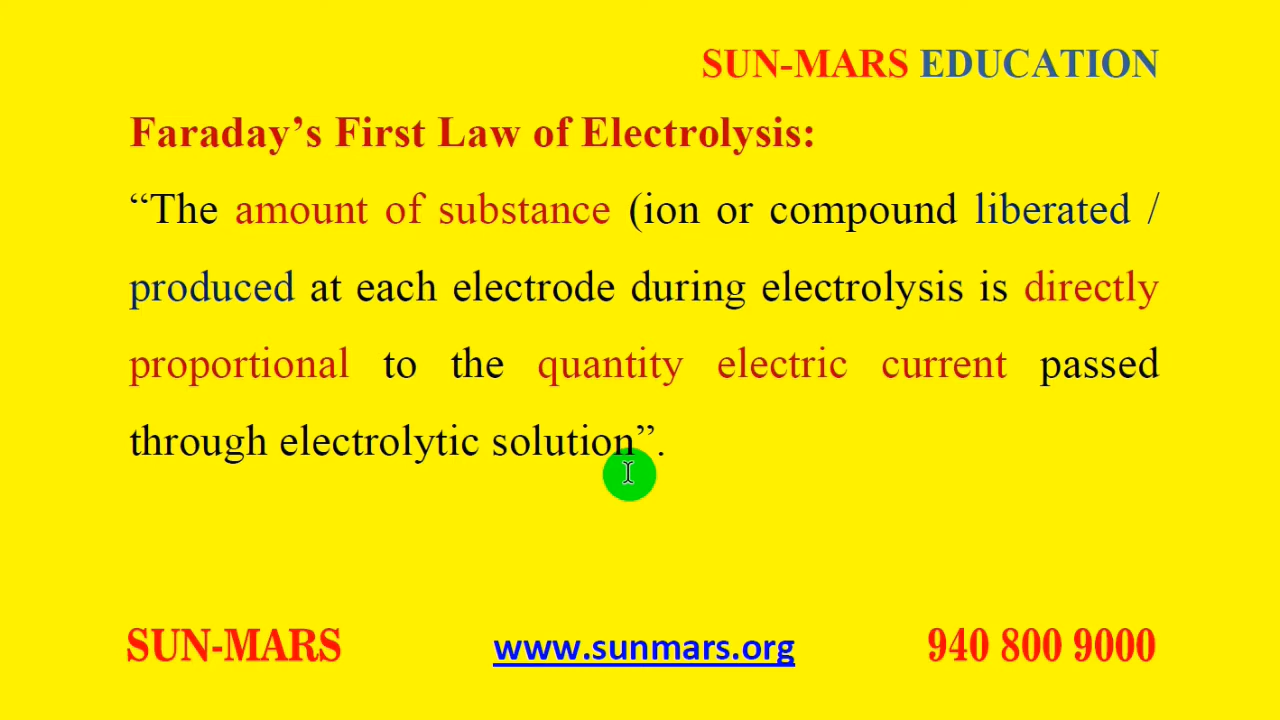 SUN-MARS EDUCATION
Faraday’s First Law of Electrolysis:
“The amount of substance (ion or compound liberated /
produced at each electrode during electrolysis is directly
proportional to the quantity electric current passed
through electrolytic solution”.
SUN-MARS www.sunmars.org 940 800 9000